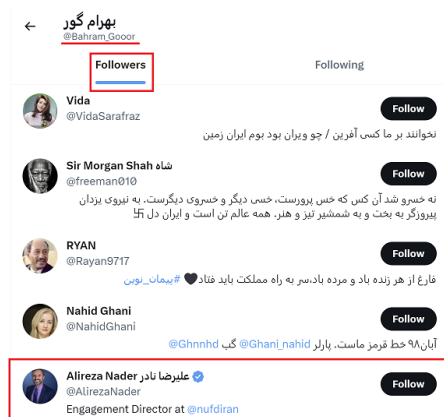 بهرام گور
@Bahram_Gooor
Followers
Following
Vida
@VidaSarafraz
Follow
نخوانند بر ما کسی آفرین / چو ویران بود بوم ایران زمین
Sir Morgan Shah شاه
@freeman010
Follow
نه خسرو شد آن کس که خس پرورست، خسی دیگر و خسروی دیگرست. به نیروی یزدان
پیروزگر به بخت و به شمشیر تیز و هنر. همه عالم تن است و ایران دل 卐
RYAN
@Rayan9717
Follow
فارغ از هر زنده باد و مرده باد،سر به راه مملکت باید فتاد🖤 #پیمان_نوین
Nahid Ghani
@NahidGhani
Follow
آبان۹۸ خط قرمز ماست. پارلر @Ghani_nahid گب @Ghnnhd
Alireza Nader علیرضا نادر
@AlirezaNader
Follow
Engagement Director at @nufdiran